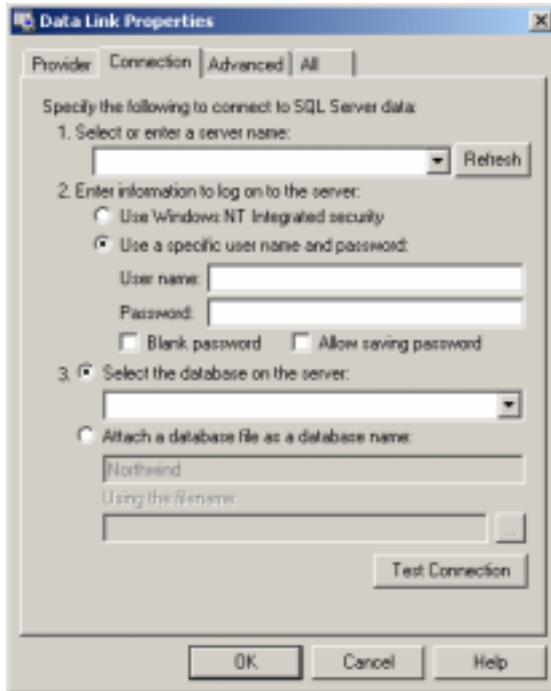 Data Link Properties
Provider Connection Advanced All
Specify the following to connect to SQL Server data:
1. Select or enter a server name:
Refresh
2. Enter information to log on to the server:
Use Windows NT Integrated security
Use a specific user name and password:
User name:
Password:
Blank password Allow saving password
3. Select the database on the server:
Attach a database file as a database name:
Northwind
Using the filename:
...
Test Connection
OK Cancel Help